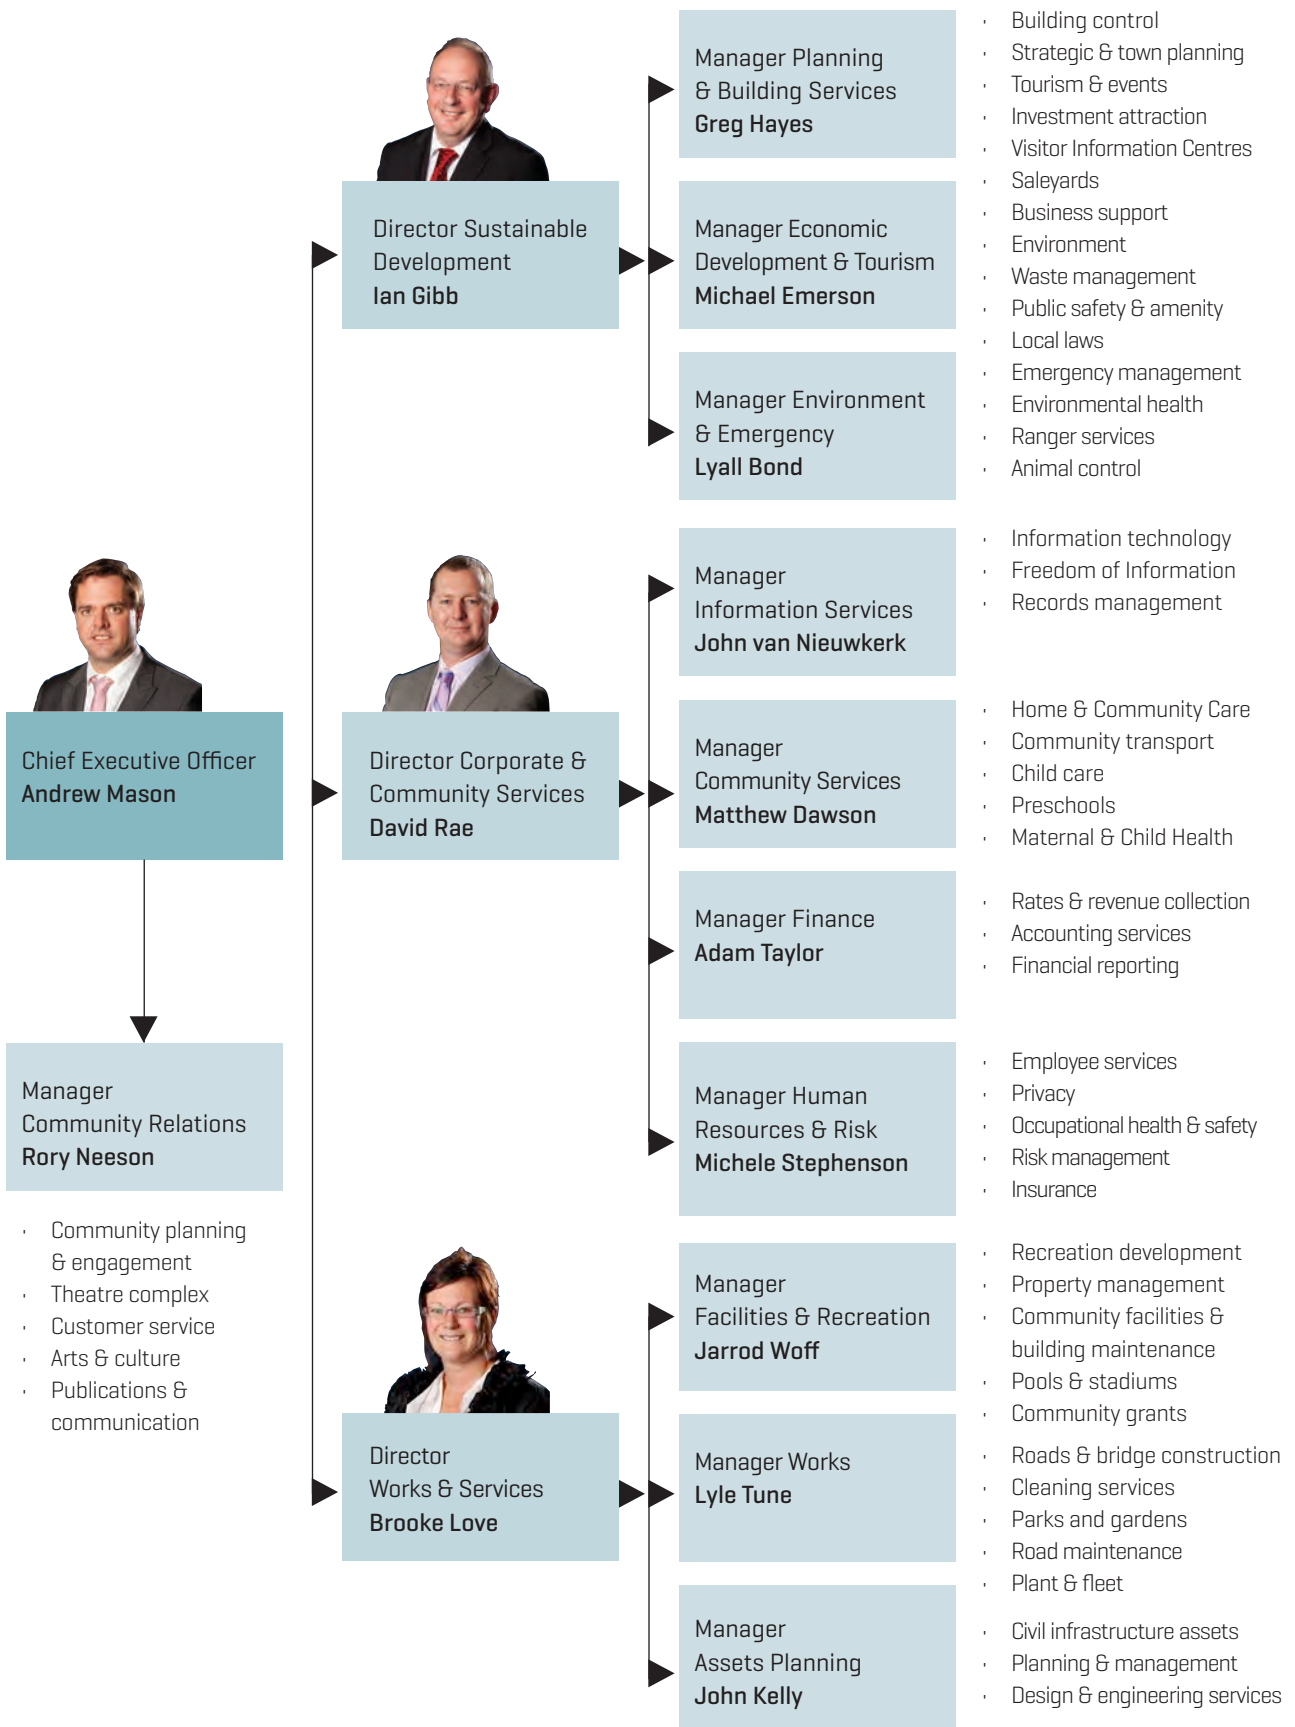 Chief Executive Officer
Andrew Mason
Manager
Community Relations
Rory Neeson
· Community planning
& engagement
· Theatre complex
· Customer service
· Arts & culture
· Publications &
communication
Director Sustainable
Development
Ian Gibb
Manager Planning
& Building Services
Greg Hayes
Manager Economic
Development & Tourism
Michael Emerson
Manager Environment
& Emergency
Lyall Bond
· Building control
· Strategic & town planning
· Tourism & events
· Investment attraction
· Visitor Information Centres
· Saleyards
· Business support
· Environment
· Waste management
· Public safety & amenity
· Local laws
· Emergency management
· Environmental health
· Ranger services
· Animal control
Director Corporate &
Community Services
David Rae
Manager
Information Services
John van Nieuwkerk
· Information technology
· Freedom of Information
· Records management
Manager
Community Services
Matthew Dawson
· Home & Community Care
· Community transport
· Child care
· Preschools
· Maternal & Child Health
Manager Finance
Adam Taylor
· Rates & revenue collection
· Accounting services
· Financial reporting
Manager Human
Resources & Risk
Michele Stephenson
· Employee services
· Privacy
· Occupational health & safety
· Risk management
· Insurance
Director
Works & Services
Brooke Love
Manager
Facilities & Recreation
Jarrod Woff
· Recreation development
· Property management
· Community facilities &
building maintenance
· Pools & stadiums
· Community grants
Manager Works
Lyle Tune
· Roads & bridge construction
· Cleaning services
· Parks and gardens
· Road maintenance
· Plant & fleet
Manager
Assets Planning
John Kelly
· Civil infrastructure assets
· Planning & management
· Design & engineering services